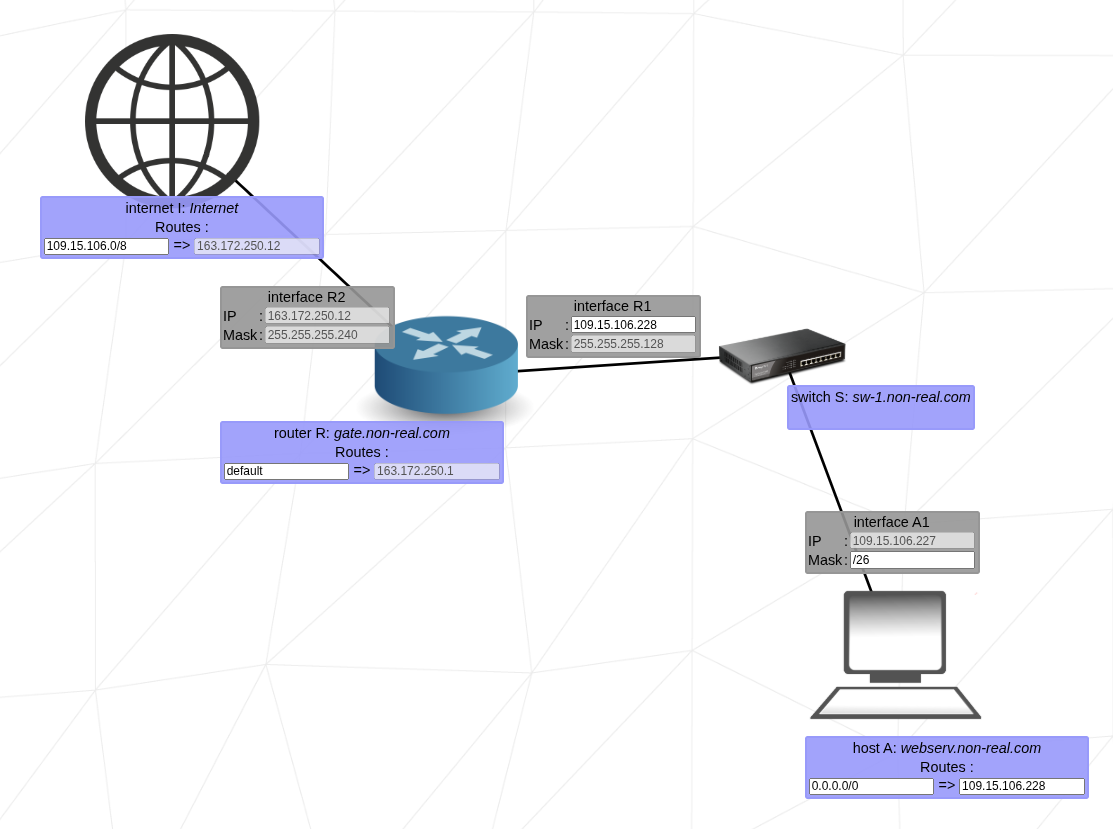 internet I: Internet
Routes :
109.15.106.0/8 => 163.172.250.12
interface R2
IP : 163.172.250.12
Mask : 255.255.255.240
interface R1
IP : 109.15.106.228
Mask : 255.255.255.128
switch S: sw-1.non-real.com
router R: gate.non-real.com
Routes :
default => 163.172.250.1
interface A1
IP : 109.15.106.227
Mask : /26
host A: webserv.non-real.com
Routes :
0.0.0.0/0 => 109.15.106.228